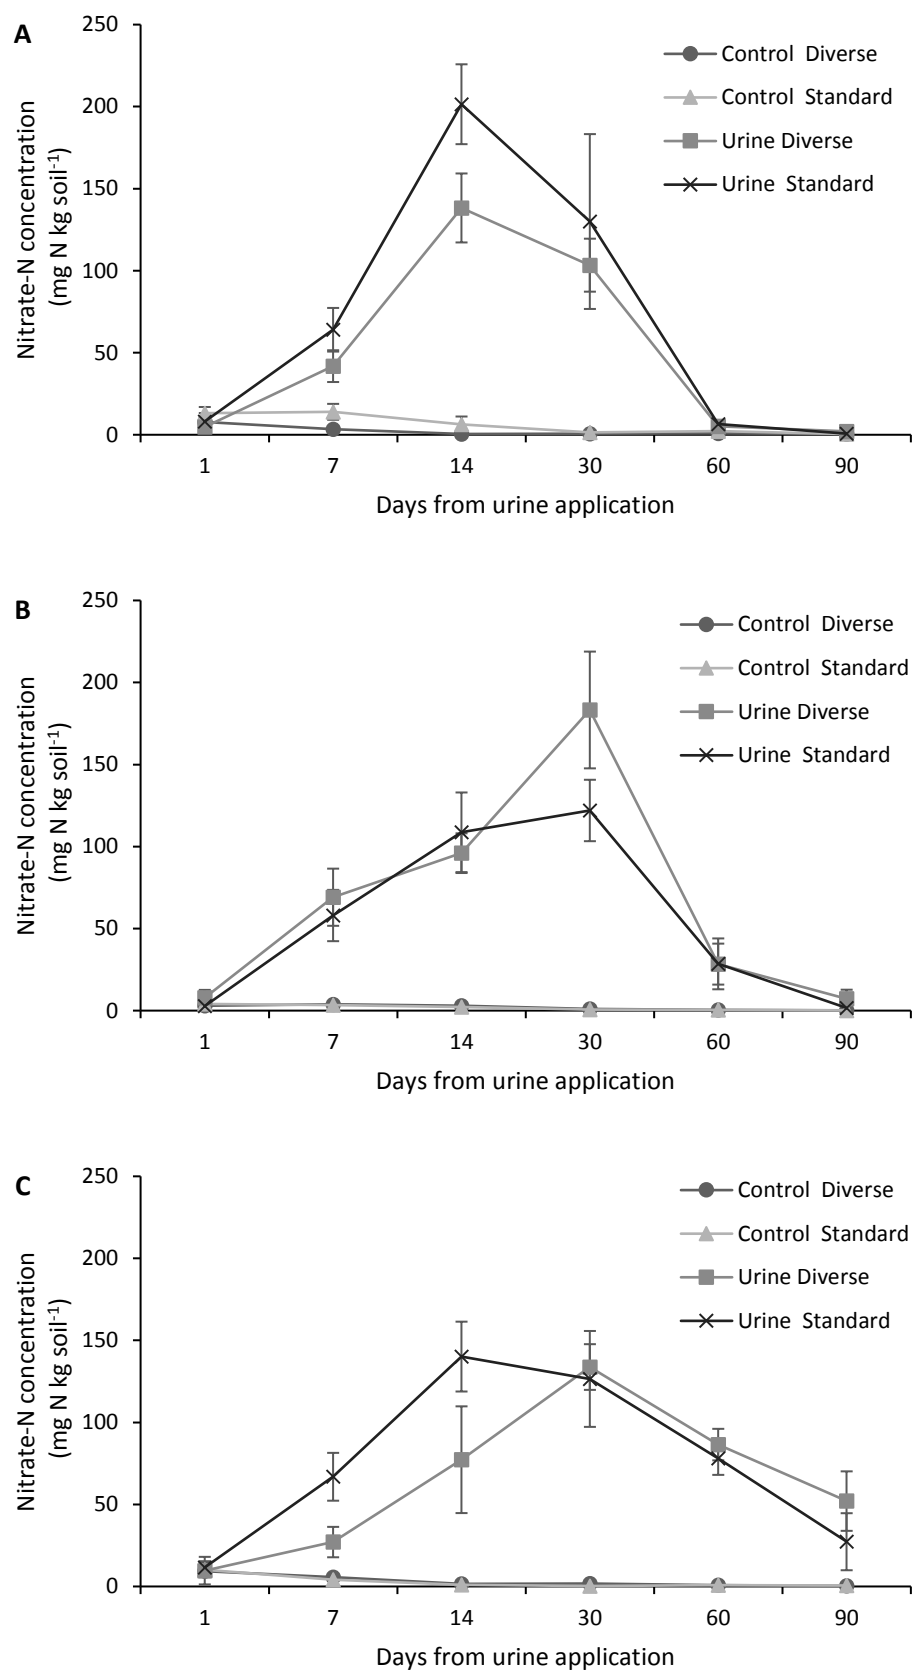 A
250
200
150
100
50
0
Nitrate-N concentration
(mg N kg soil⁻¹)
Control Diverse
Control Standard
Urine Diverse
Urine Standard
1 7 14 30 60 90
Days from urine application
B
250
200
150
100
50
0
Nitrate-N concentration
(mg N kg soil⁻¹)
Control Diverse
Control Standard
Urine Diverse
Urine Standard
1 7 14 30 60 90
Days from urine application
C
250
200
150
100
50
0
Nitrate-N concentration
(mg N kg soil⁻¹)
Control Diverse
Control Standard
Urine Diverse
Urine Standard
1 7 14 30 60 90
Days from urine application